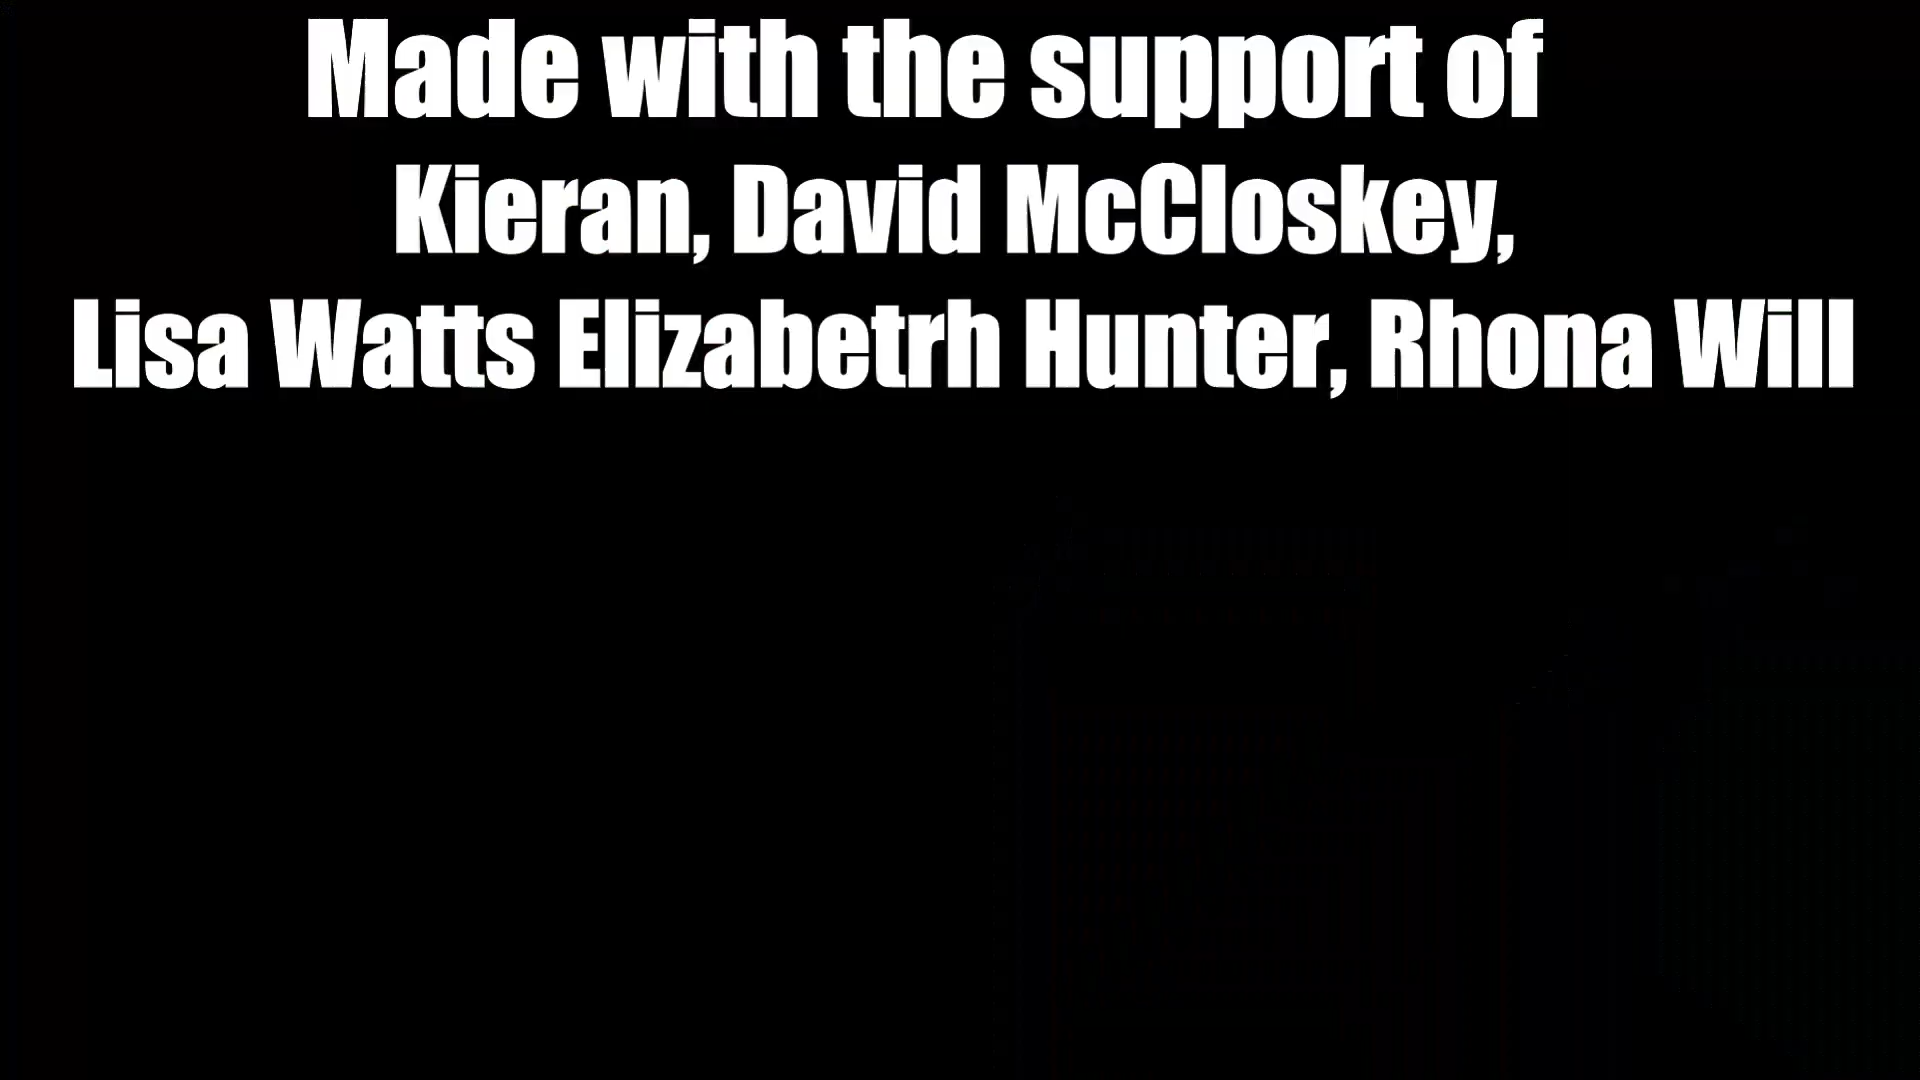 Made with the support of
Kieran, David McCloskey,
Lisa Watts Elizabetrh Hunter, Rhona Will